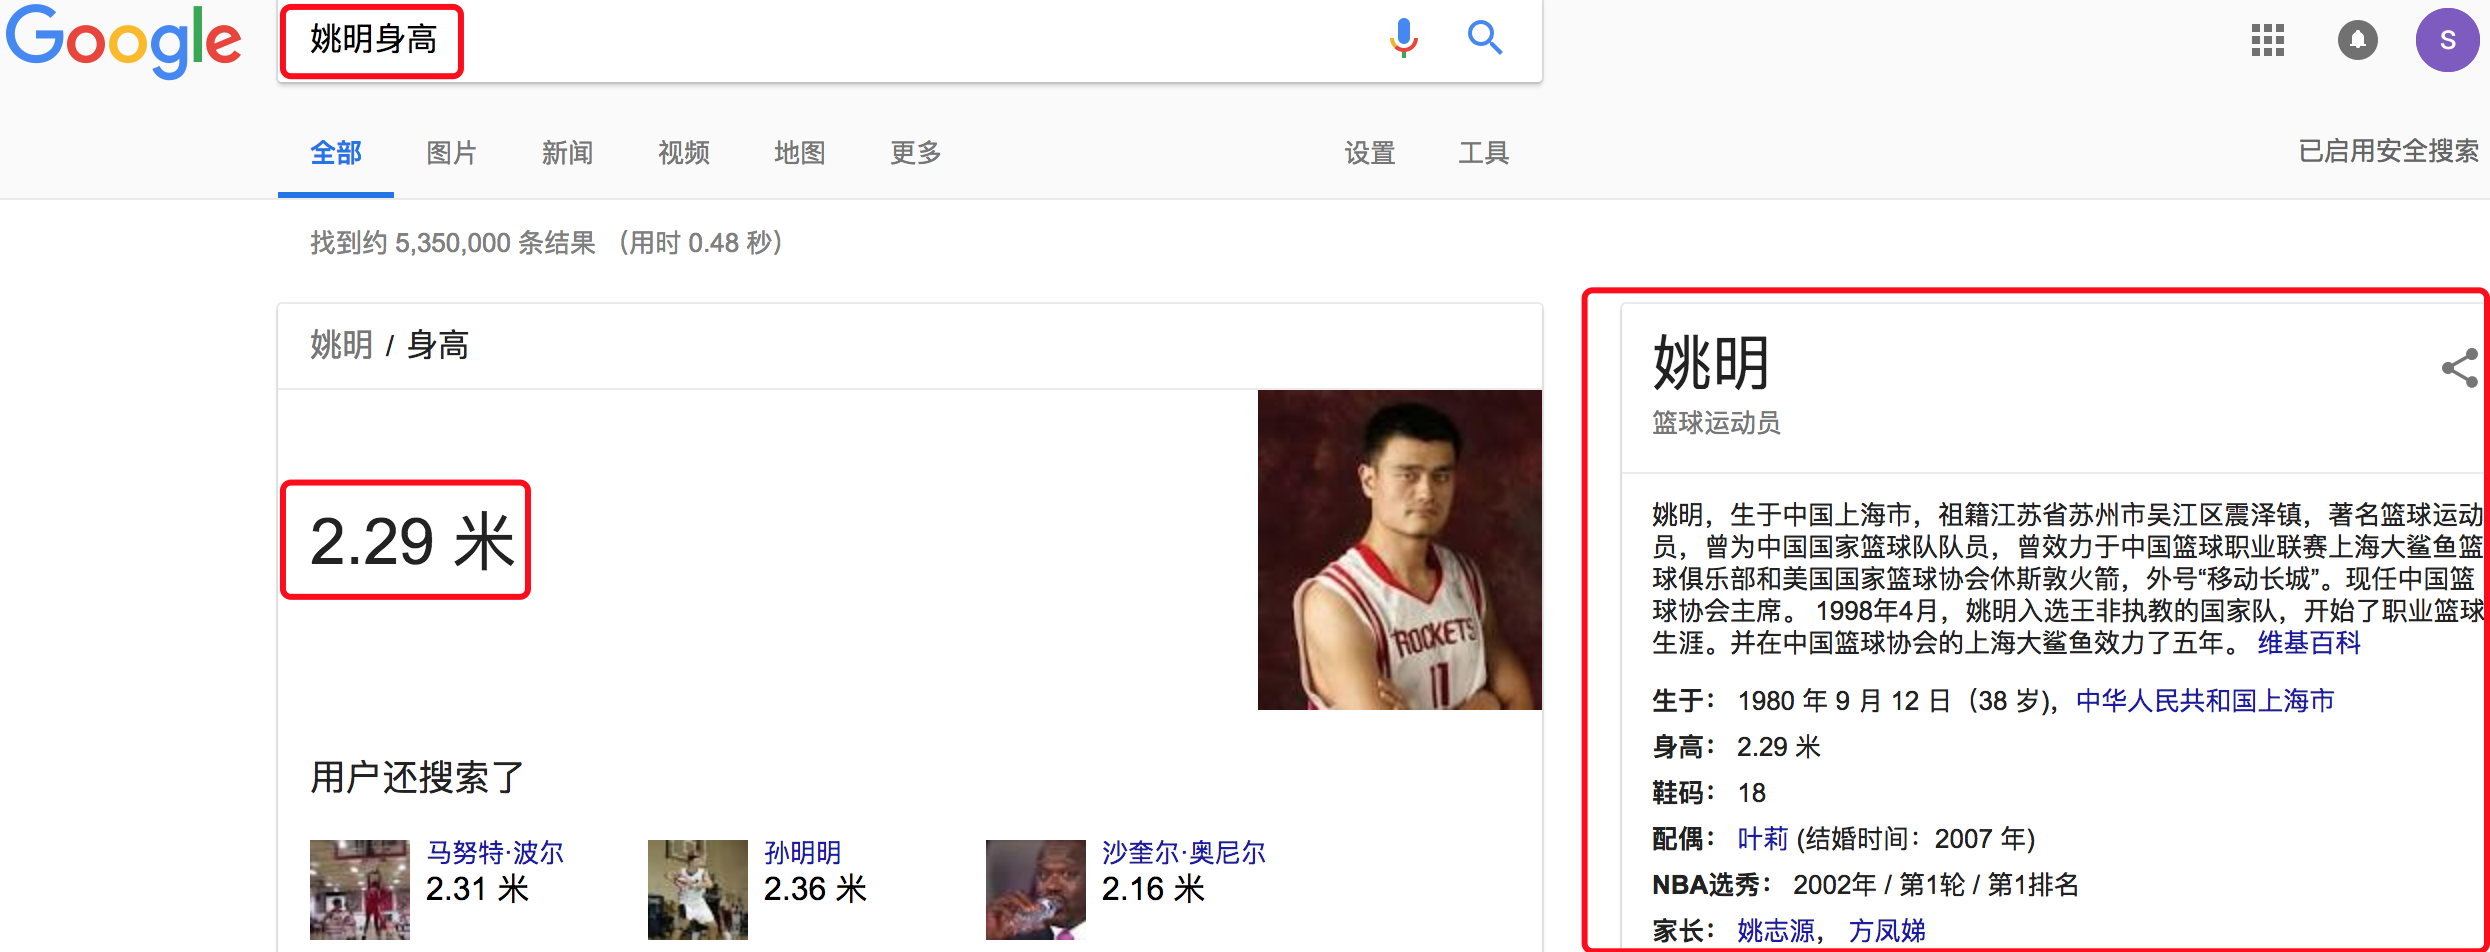 Google
姚明身高
S
全部 图片 新闻 视频 地图 更多 设置 工具 已启用安全搜索
找到约 5,350,000 条结果 （用时 0.48 秒）
姚明 / 身高
2.29 米
ROCKETS
11
用户还搜索了
马努特·波尔
2.31 米
孙明明
2.36 米
沙奎尔·奥尼尔
2.16 米
姚明
篮球运动员
姚明，生于中国上海市，祖籍江苏省苏州市吴江区震泽镇，著名篮球运动
员，曾为中国国家篮球队队员，曾效力于中国篮球职业联赛上海大鲨鱼篮
球俱乐部和美国国家篮球协会休斯敦火箭，外号“移动长城”。现任中国篮
球协会主席。 1998年4月，姚明入选王非执教的国家队，开始了职业篮球
生涯。并在中国篮球协会的上海大鲨鱼效力了五年。 维基百科
生于： 1980 年 9 月 12 日（38 岁)，中华人民共和国上海市
身高： 2.29 米
鞋码： 18
配偶： 叶莉 (结婚时间：2007 年)
NBA选秀： 2002年 / 第1轮 / 第1排名
家长： 姚志源， 方凤娣